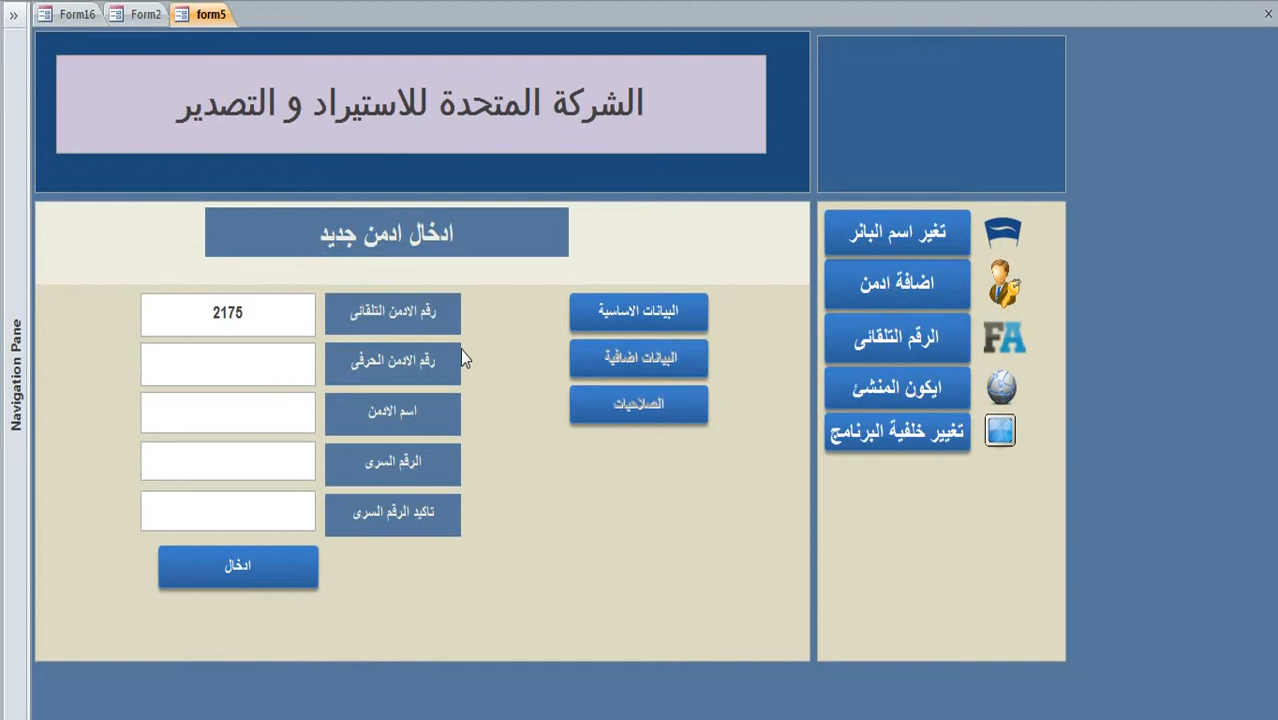 Form16
Form2
form5
الشركة المتحدة للاستيراد و التصدير
ادخال ادمن جديد
تغير اسم البانر
اضافة ادمن
الرقم التلقائى
ايكون المنشئ
تغيير خلفية البرنامج
FA
البيانات الاساسية
البيانات اضافية
الصلاحيات
رقم الادمن التلقائى
2175
رقم الادمن الحرفى
اسم الادمن
الرقم السرى
تاكيد الرقم السرى
ادخال
Navigation Pane